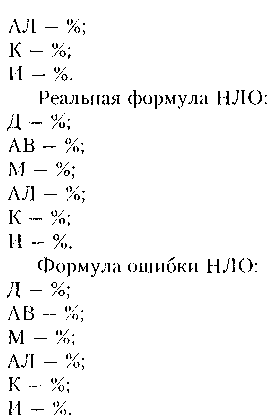 АЛ – %;
К – %;
И – %.
Реальная формула НЛО:
Д – %;
АВ – %;
М – %;
АЛ – %;
К – %;
И – %.
Формула ошибки НЛО:
Д – %;
АВ – %;
М – %;
АЛ – %;
К – %;
И – %.